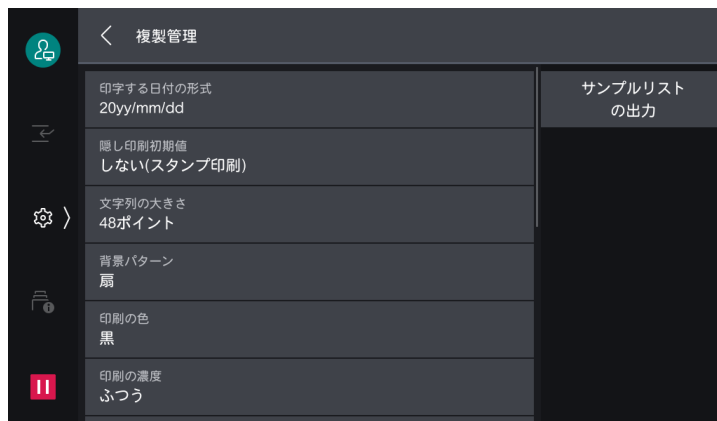 複製管理
印字する日付の形式
20yy/mm/dd
隠し印刷初期値
しない(スタンプ印刷)
文字列の大きさ
48ポイント
背景パターン
扇
印刷の色
黒
印刷の濃度
ふつう
サンプルリスト
の出力